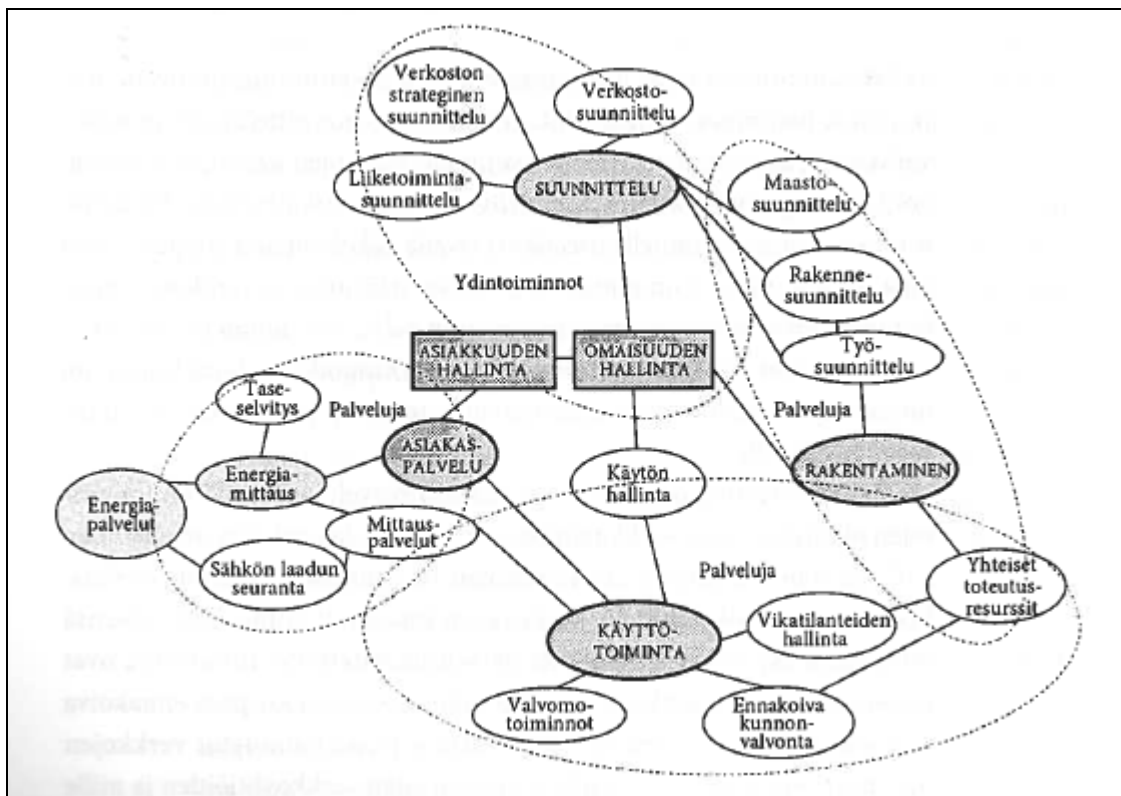 Verkoston
strateginen
suunnittelu
Verkosto-
suunnittelu
Liiketoiminta-
suunnittelu
SUUNNITTELU
Maasto-
suunnittelu
Ydintoiminnot
Rakenne-
suunnittelu
ASIAKKUUDEN
HALLINTA
OMAISUUDEN
HALLINTA
Työ-
suunnittelu
Tase-
selvitys
Palveluja
Palveluja
ASIAKAS-
PALVELU
Energia-
mittaus
Käytön
hallinta
RAKENTAMINEN
Energia-
palvelut
Mittaus-
palvelut
Sähkön laadun
seuranta
Palveluja
Yhteiset
toteutus-
resurssit
KÄYTTÖ-
TOIMINTA
Vikatilanteiden
hallinta
Valvomo-
toiminnot
Ennakoiva
kunnon-
valvonta